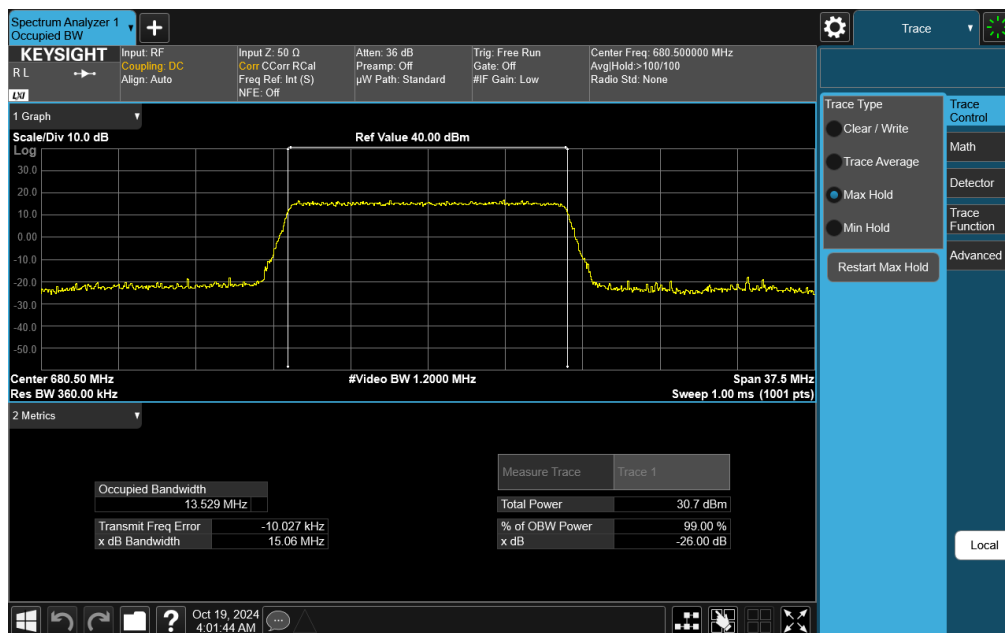 Spectrum Analyzer 1
Occupied BW
Trace
KEYSIGHT
R L
LXI
Input: RF
Coupling: DC
Align: Auto
Input Z: 50 Ω
Corr CCorr RCal
Freq Ref: Int (S)
NFE: Off
Atten: 36 dB
Preamp: Off
µW Path: Standard
Trig: Free Run
Gate: Off
#IF Gain: Low
Center Freq: 680.500000 MHz
Avg|Hold:>100/100
Radio Std: None
1 Graph
Scale/Div 10.0 dB
Ref Value 40.00 dBm
Log
30.0
20.0
10.0
0.00
-10.0
-20.0
-30.0
-40.0
-50.0
Center 680.50 MHz
#Video BW 1.2000 MHz
Span 37.5 MHz
Res BW 360.00 kHz
Sweep 1.00 ms (1001 pts)
2 Metrics
Measure Trace Trace 1
Occupied Bandwidth
13.529 MHz
Total Power 30.7 dBm
Transmit Freq Error -10.027 kHz
% of OBW Power 99.00 %
x dB Bandwidth 15.06 MHz
x dB -26.00 dB
Trace Type
Clear / Write
Trace Average
Max Hold
Min Hold
Restart Max Hold
Trace
Control
Math
Detector
Trace
Function
Advanced
Local
?
Oct 19, 2024
4:01:44 AM